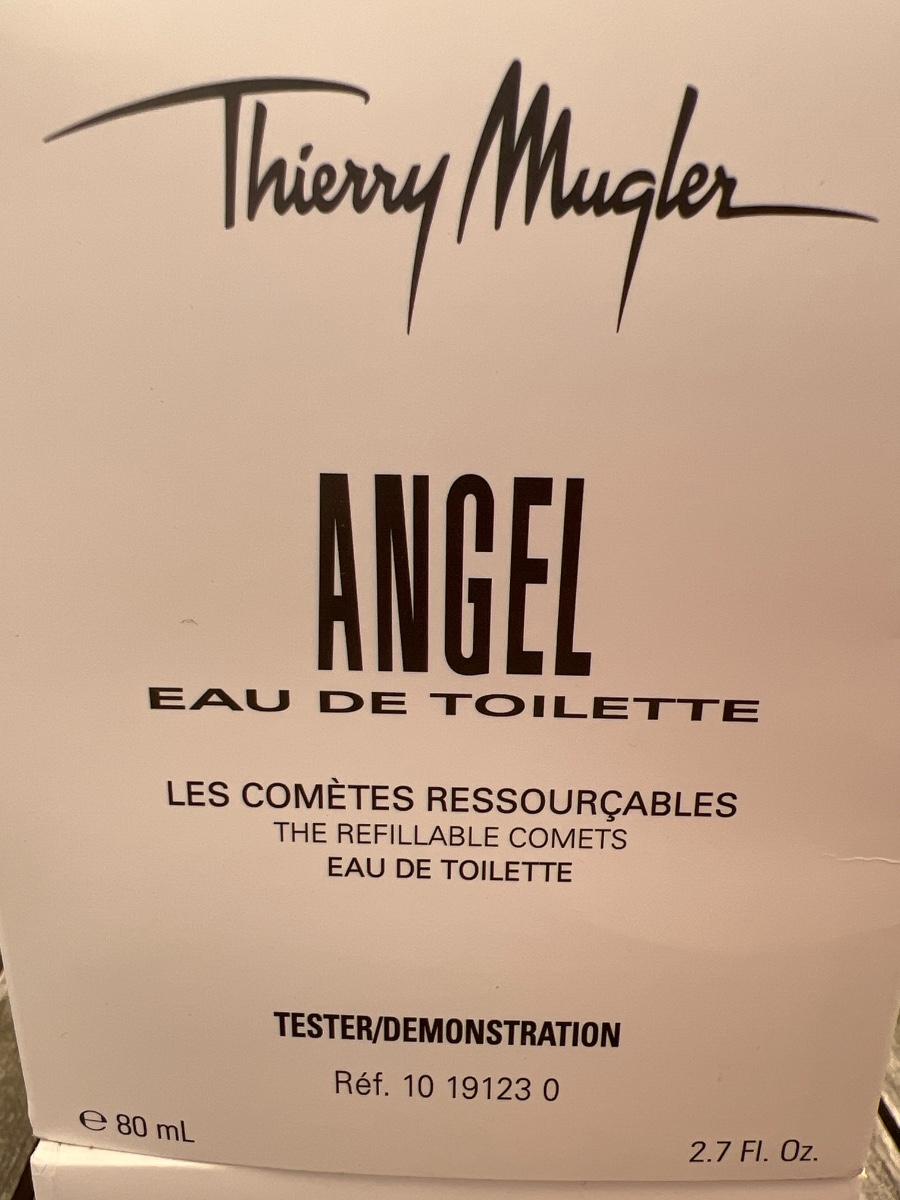 Thierry Mugler
ANGEL
EAU DE TOILETTE
LES COMÈTES RESSOURÇABLES
THE REFILLABLE COMETS
EAU DE TOILETTE
TESTER/DEMONSTRATION
Réf. 10 19123 0
℮ 80 mL
2.7 Fl. Oz.